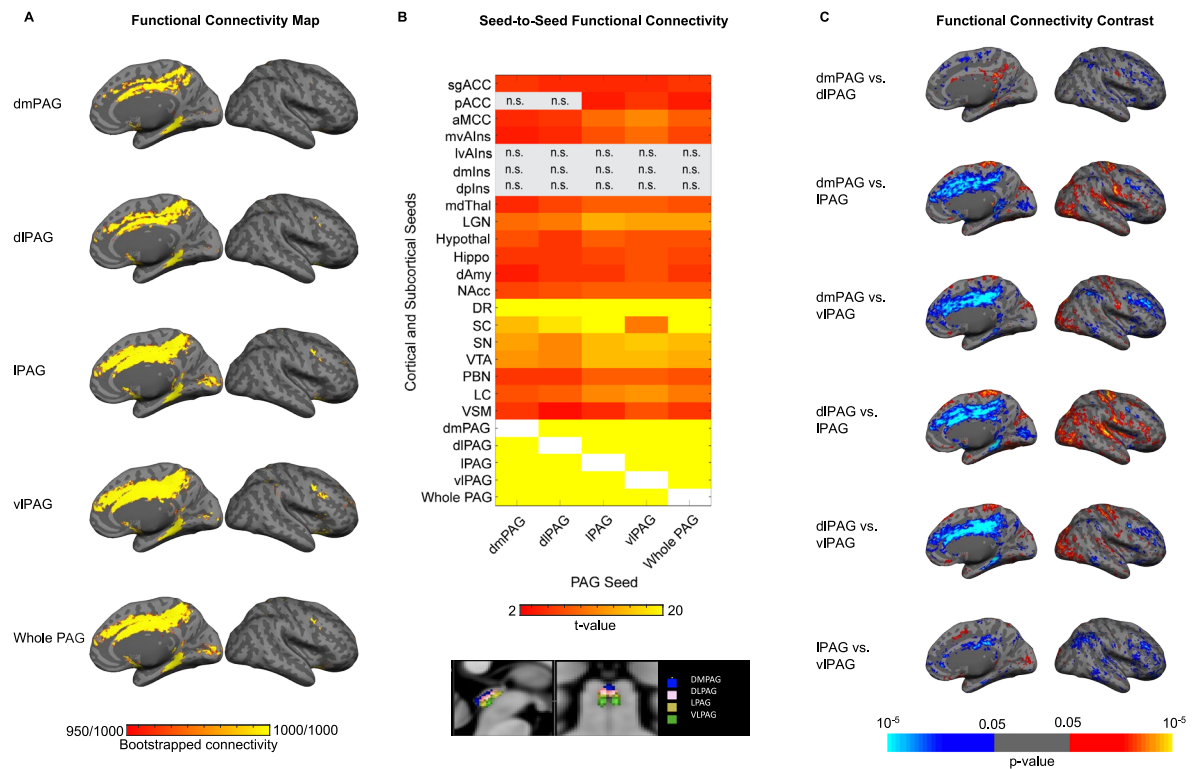 A
Functional Connectivity Map
dmPAG
dlPAG
lPAG
vlPAG
Whole PAG
950/1000
1000/1000
Bootstrapped connectivity
B
Seed-to-Seed Functional Connectivity
Cortical and Subcortical Seeds
sgACC
pACC n.s. n.s.
aMCC
mvAIns
lvAIns n.s. n.s. n.s. n.s. n.s.
dmIns n.s. n.s. n.s. n.s. n.s.
dpIns n.s. n.s. n.s. n.s. n.s.
mdThal
LGN
Hypothal
Hippo
dAmy
NAcc
DR
SC
SN
VTA
PBN
LC
VSM
dmPAG
dlPAG
lPAG
vlPAG
Whole PAG
dmPAG dlPAG lPAG vlPAG Whole PAG
PAG Seed
2 20
t-value
DMPAG
DLPAG
LPAG
VLPAG
C
Functional Connectivity Contrast
dmPAG vs.
dlPAG
dmPAG vs.
lPAG
dmPAG vs.
vlPAG
dlPAG vs.
lPAG
dlPAG vs.
vlPAG
lPAG vs.
vlPAG
10⁻⁵ 0.05 0.05 10⁻⁵
p-value